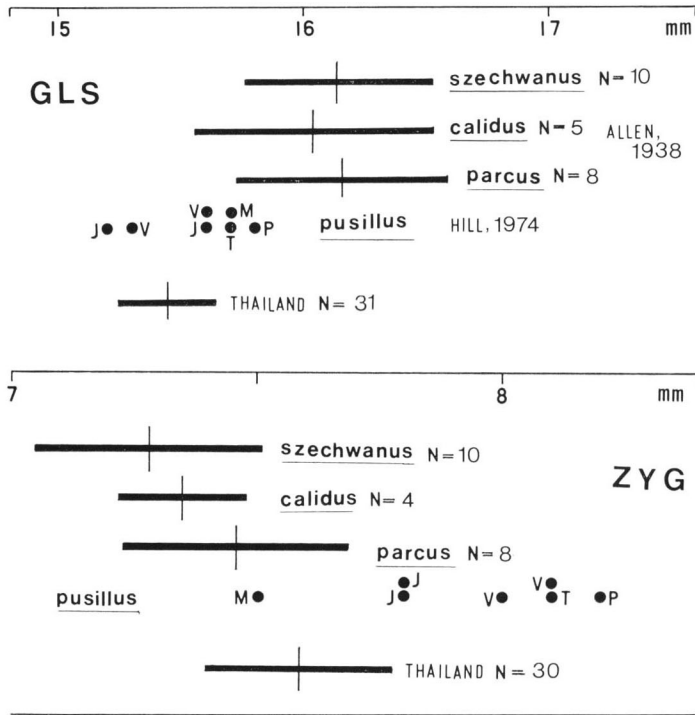 15 16 17 mm
GLS
szechwanus N=10
calidus N=5 ALLEN, 1938
parcus N=8
V M
J V J P
T
pusillus HILL, 1974
THAILAND N= 31
7 8 mm
szechwanus N=10
ZYG
calidus N=4
parcus N=8
J V
pusillus M J V T P
THAILAND N=30